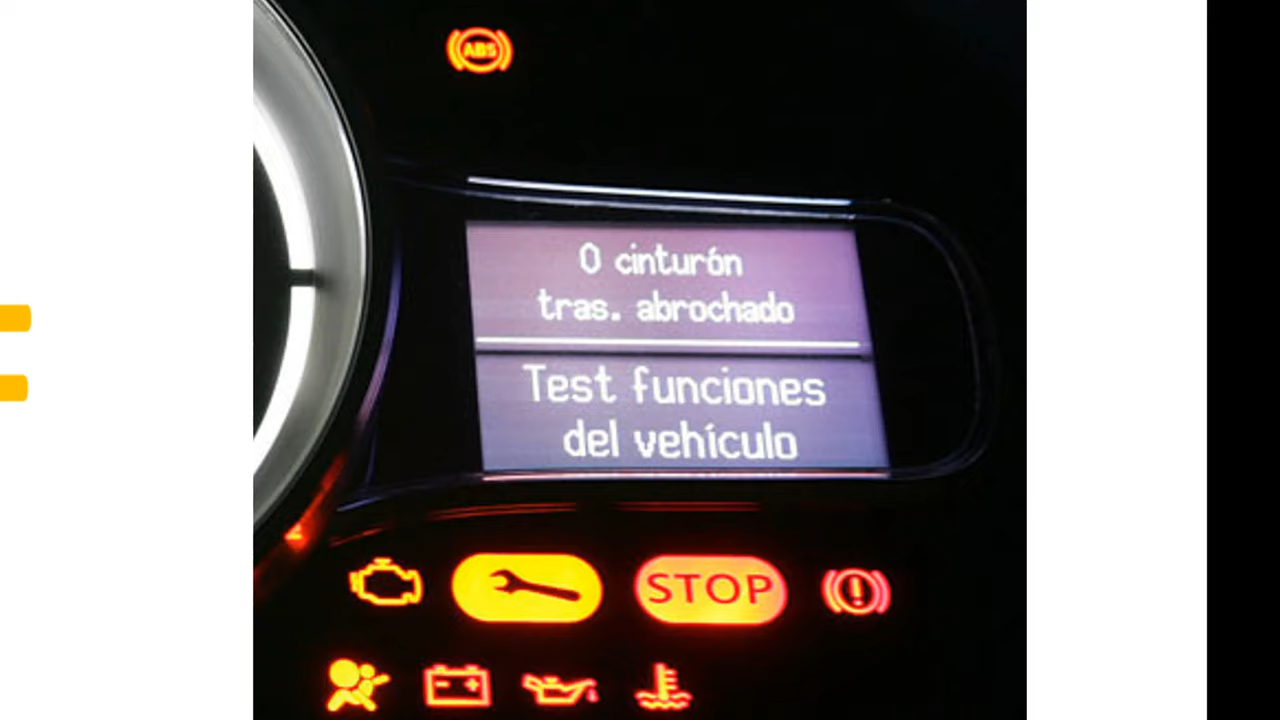 ABS
0 cinturón
tras. abrochado
Test funciones
del vehículo
STOP